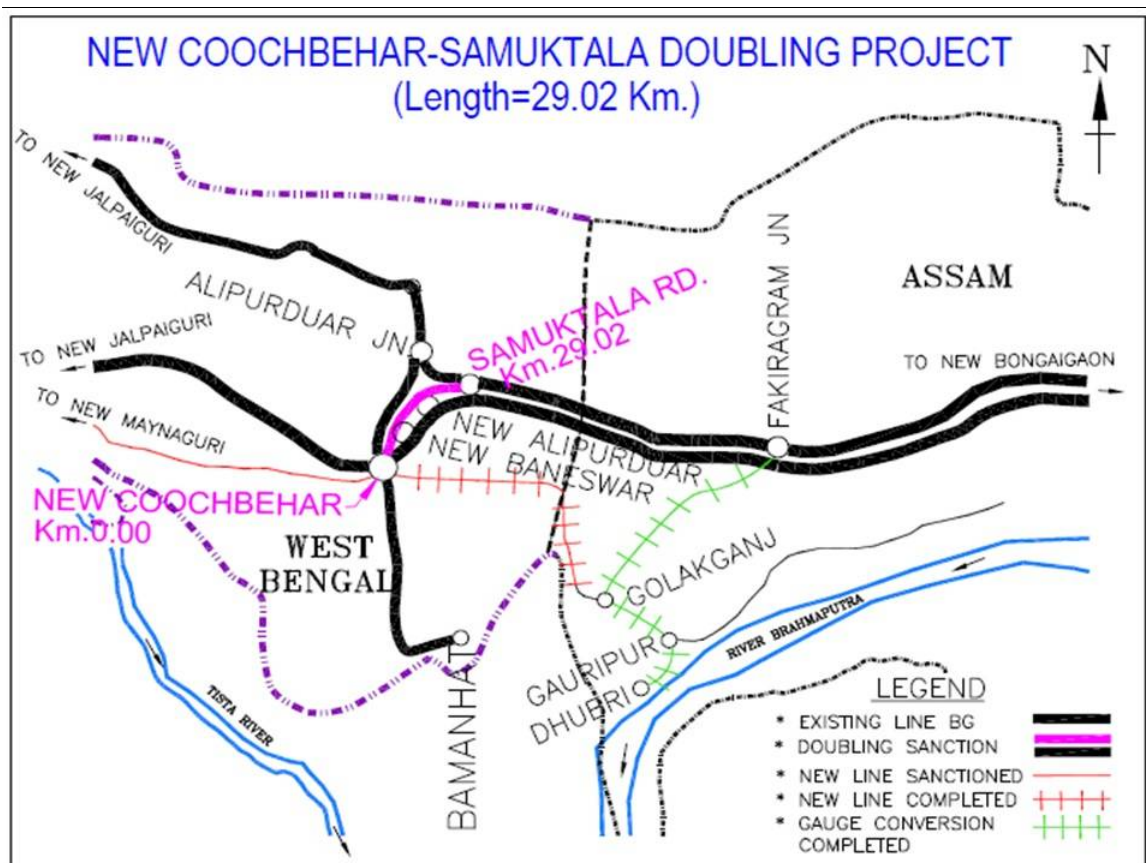 NEW COOCHBEHAR-SAMUKTALA DOUBLING PROJECT
(Length=29.02 Km.)
N
TO NEW JALPAIGURI
ALIPURDUAR JN.
SAMUKTALA RD.
Km.29.02
FAKIRAGRAM JN
ASSAM
TO NEW JALPAIGURI
TO NEW BONGAIGAON
TO NEW MAYNAGURI
NEW ALIPURDUAR
NEW BANESWAR
NEW COOCHBEHAR
Km.0.00
WEST
BENGAL
GOLAKGANJ
GAURIPUR
DHUBRI
RIVER BRAHMAPUTRA
TISTA RIVER
BAMANHAT
LEGEND
* EXISTING LINE BG
* DOUBLING SANCTION
* NEW LINE SANCTIONED
* NEW LINE COMPLETED
* GAUGE CONVERSION
COMPLETED